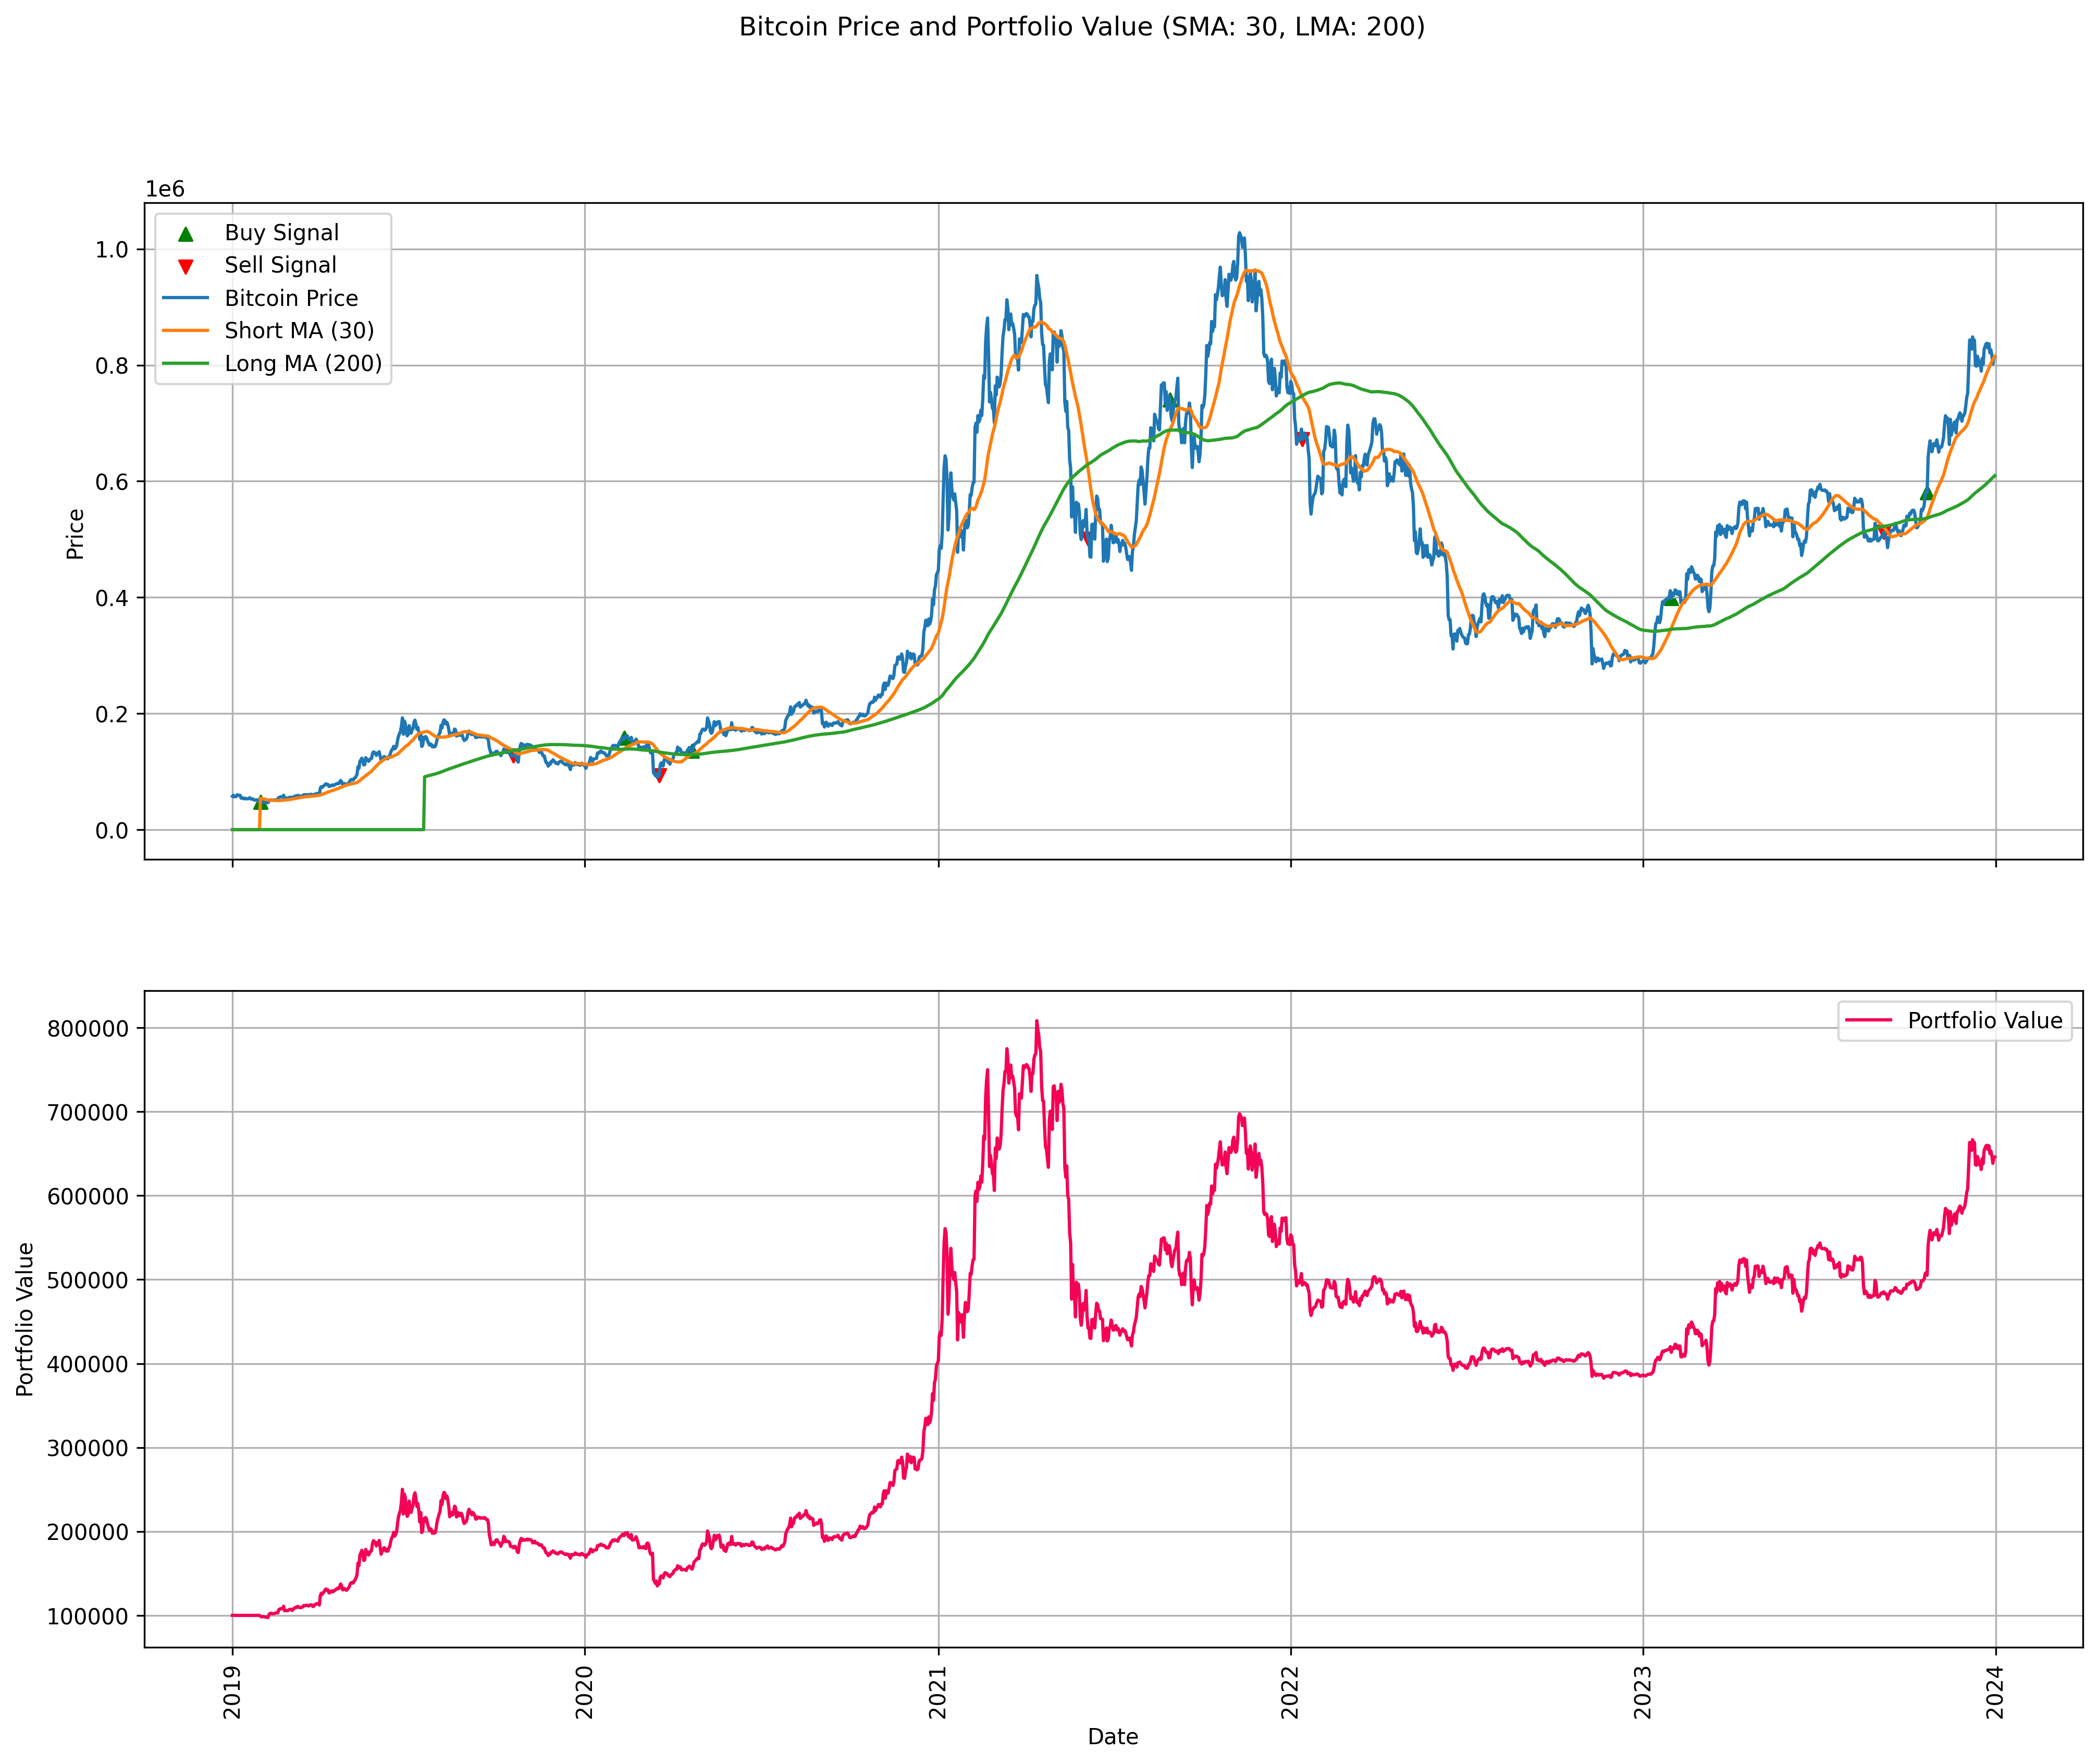 Bitcoin Price and Portfolio Value (SMA: 30, LMA: 200)
1e6
Buy Signal
Sell Signal
Bitcoin Price
Short MA (30)
Long MA (200)
1.0
0.8
0.6
0.4
0.2
0.0
Price
Portfolio Value
800000
700000
600000
500000
400000
300000
200000
100000
Portfolio Value
2019
2020
2021
2022
2023
2024
Date